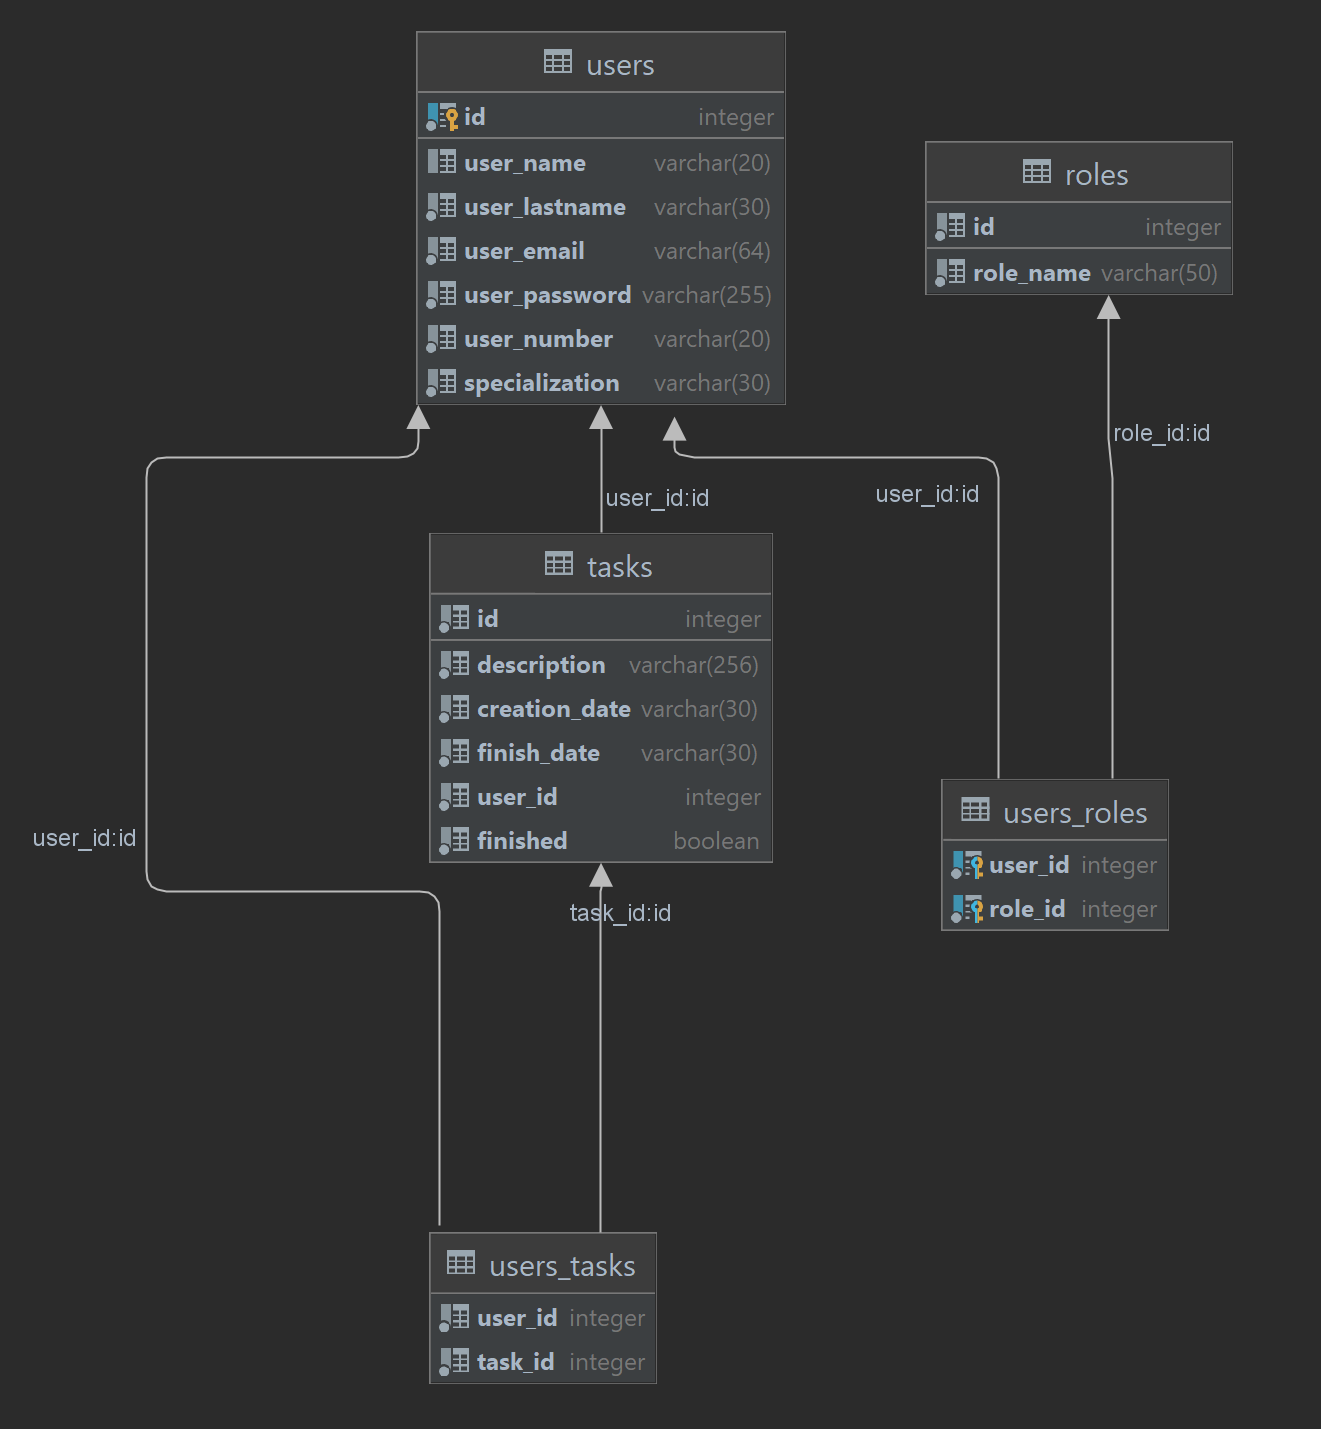 users
id integer
user_name varchar(20)
user_lastname varchar(30)
user_email varchar(64)
user_password varchar(255)
user_number varchar(20)
specialization varchar(30)
roles
id integer
role_name varchar(50)
role_id:id
user_id:id
user_id:id
tasks
id integer
description varchar(256)
creation_date varchar(30)
finish_date varchar(30)
user_id integer
finished boolean
users_roles
user_id integer
role_id integer
user_id:id
task_id:id
users_tasks
user_id integer
task_id integer